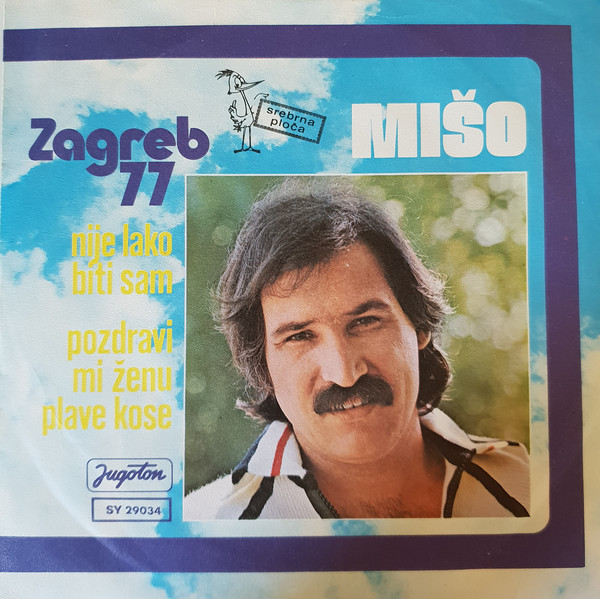 Zagreb
77
srebrna
ploča
MIŠO
nije lako
biti sam
pozdravi
mi ženu
plave kose
Jugoton
SY 29034